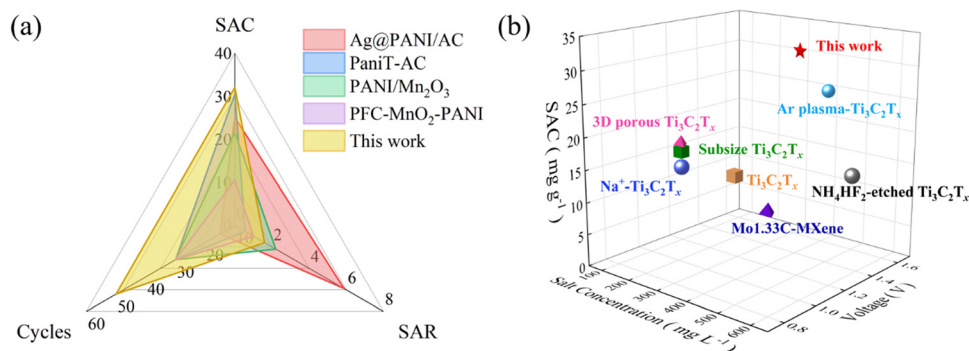 (a)
SAC
40
30
20
10
2
4
6
8
SAR
10
20
30
40
50
60
Cycles
Ag@PANI/AC
PaniT-AC
PANI/Mn₂O₃
PFC-MnO₂-PANI
This work
(b)
35
30
25
20
15
10
5
0
SAC ( mg g⁻¹)
This work
Ar plasma-Ti₃C₂Tₓ
3D porous Ti₃C₂Tₓ
Subsize Ti₃C₂Tₓ
Na⁺-Ti₃C₂Tₓ
Ti₃C₂Tₓ
NH₄HF₂-etched Ti₃C₂Tₓ
Mo1.33C-MXene
100
200
300
400
500
600
Salt Concentration ( mg L⁻¹)
0.8
1.0
1.2
1.4
1.6
Voltage (V)